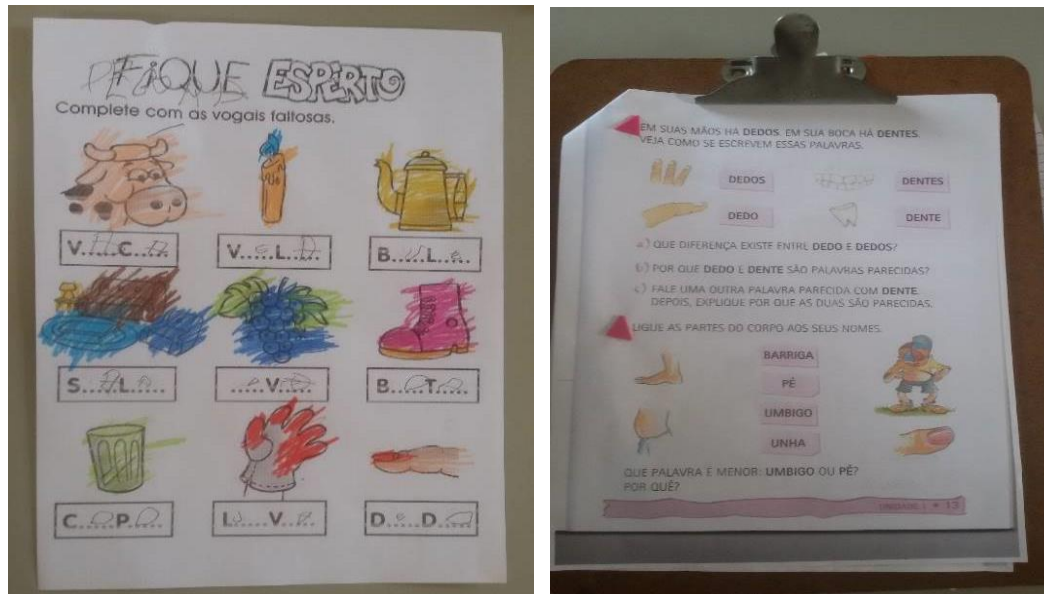 FiQUE ESPERTO
Complete com as vogais faltosas.
V.....C.....
V.....L.....
B.....L.....
S.....L.....
.....V.....
B.....T.....
C.....P.....
L.....V.....
D.....D.....
EM SUAS MÃOS HÁ DEDOS. EM SUA BOCA HÁ DENTES.
VEJA COMO SE ESCREVEM ESSAS PALAVRAS.
DEDOS DENTES
DEDO DENTE
a) QUE DIFERENÇA EXISTE ENTRE DEDO E DEDOS?
b) POR QUE DEDO E DENTE SÃO PALAVRAS PARECIDAS?
c) FALE UMA OUTRA PALAVRA PARECIDA COM DENTE.
DEPOIS, EXPLIQUE POR QUE AS DUAS SÃO PARECIDAS.
LIGUE AS PARTES DO CORPO AOS SEUS NOMES.
BARRIGA
PÉ
UMBIGO
UNHA
QUE PALAVRA É MENOR: UMBIGO OU PÉ?
POR QUÊ?
UNIDADE 1 • 13